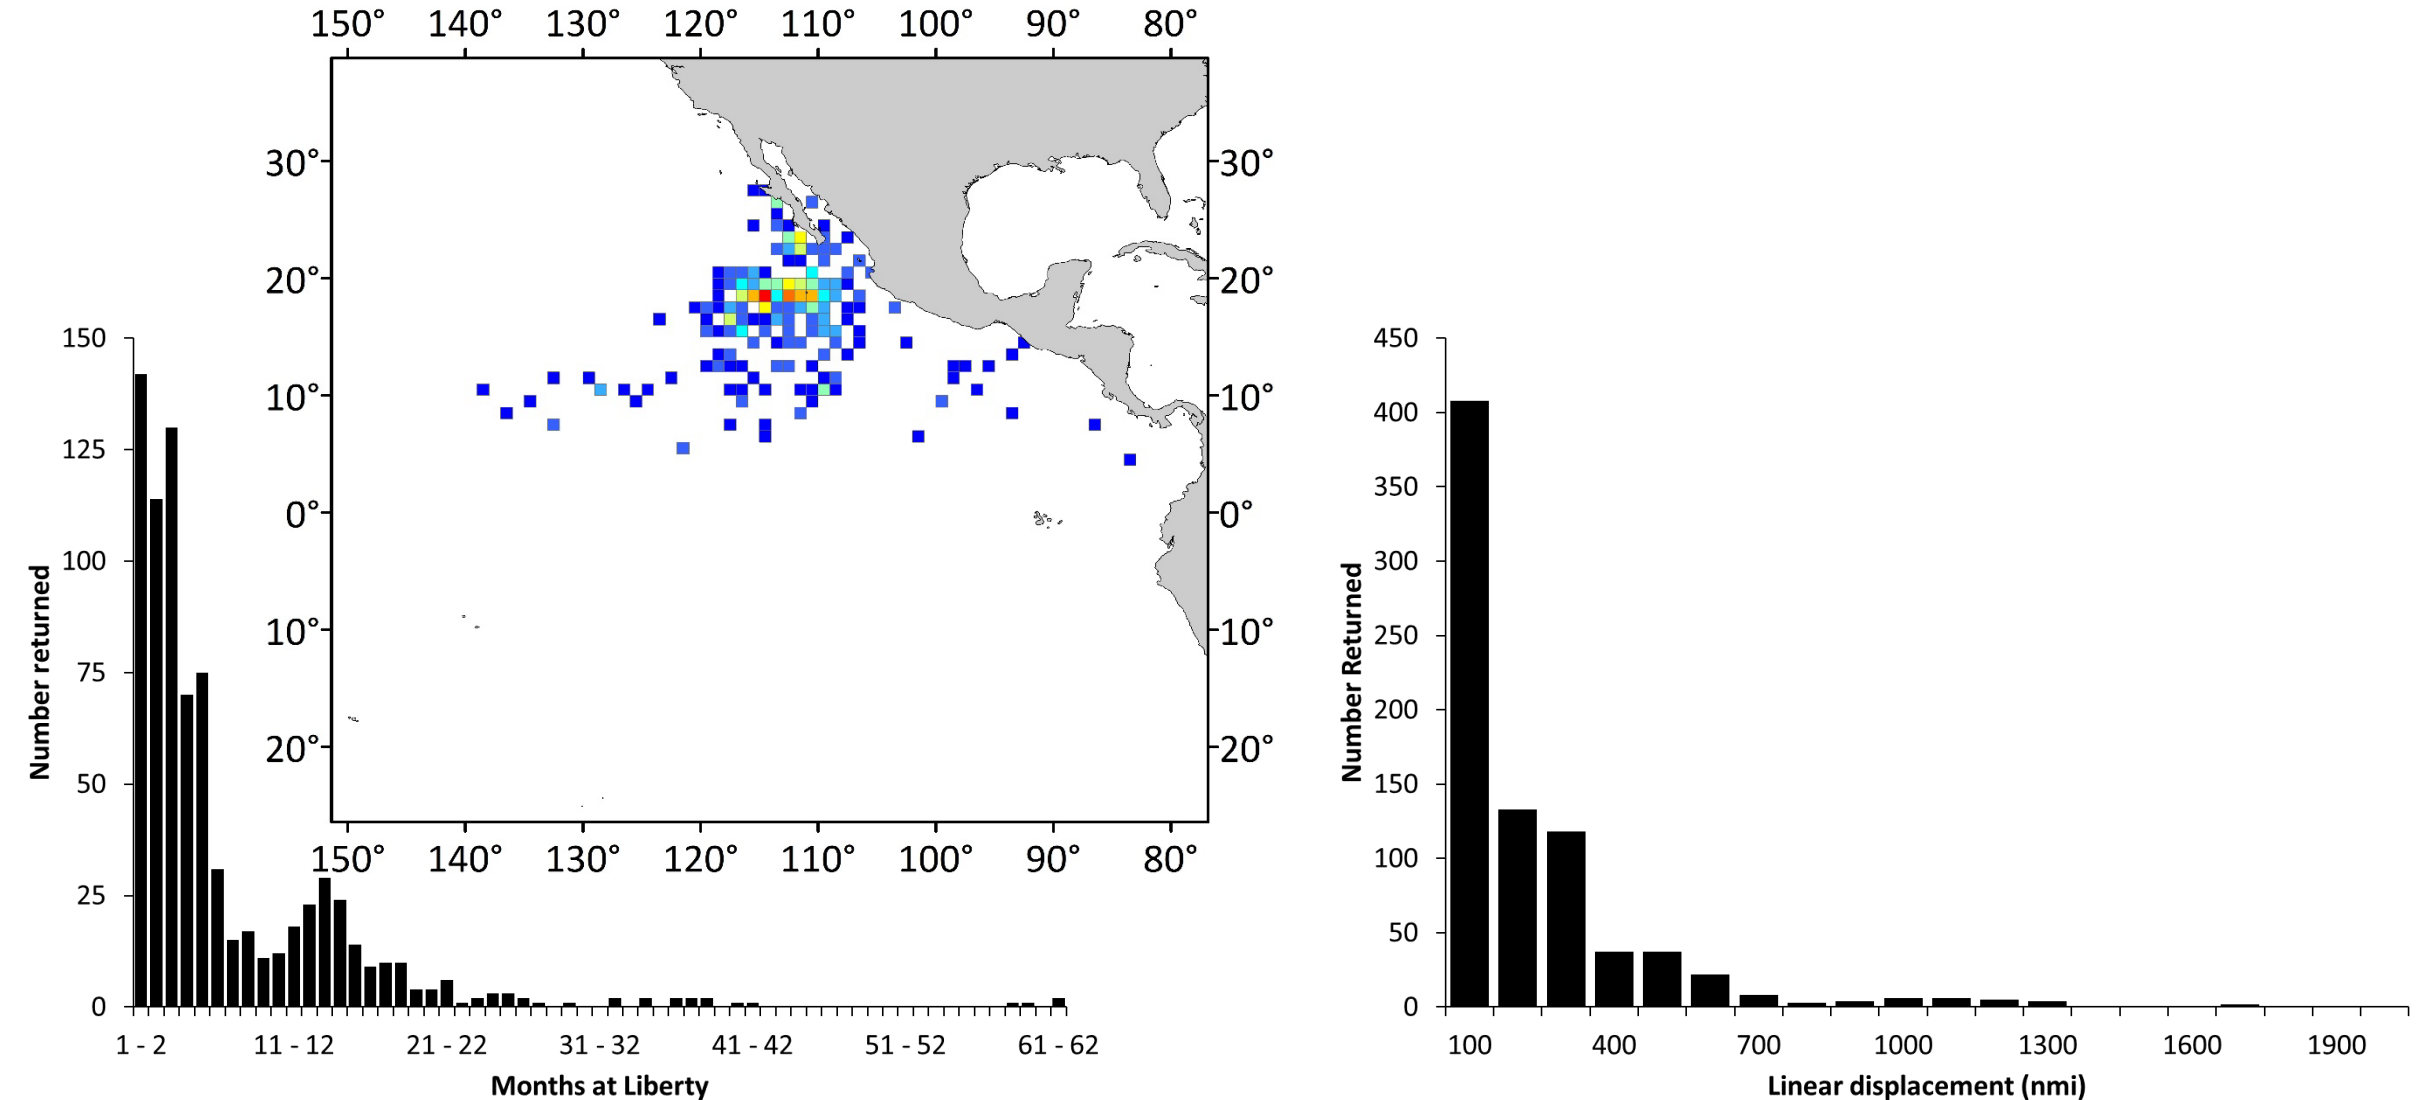 150° 140° 130° 120° 110° 100° 90° 80°
30° 30°
20° 20°
10° 10°
0° 0°
10° 10°
20° 20°
150° 140° 130° 120° 110° 100° 90° 80°
Number returned
150
125
100
75
50
25
0
1 - 2 11 - 12 21 - 22 31 - 32 41 - 42 51 - 52 61 - 62
Months at Liberty
Number Returned
450
400
350
300
250
200
150
100
50
0
100 400 700 1000 1300 1600 1900
Linear displacement (nmi)